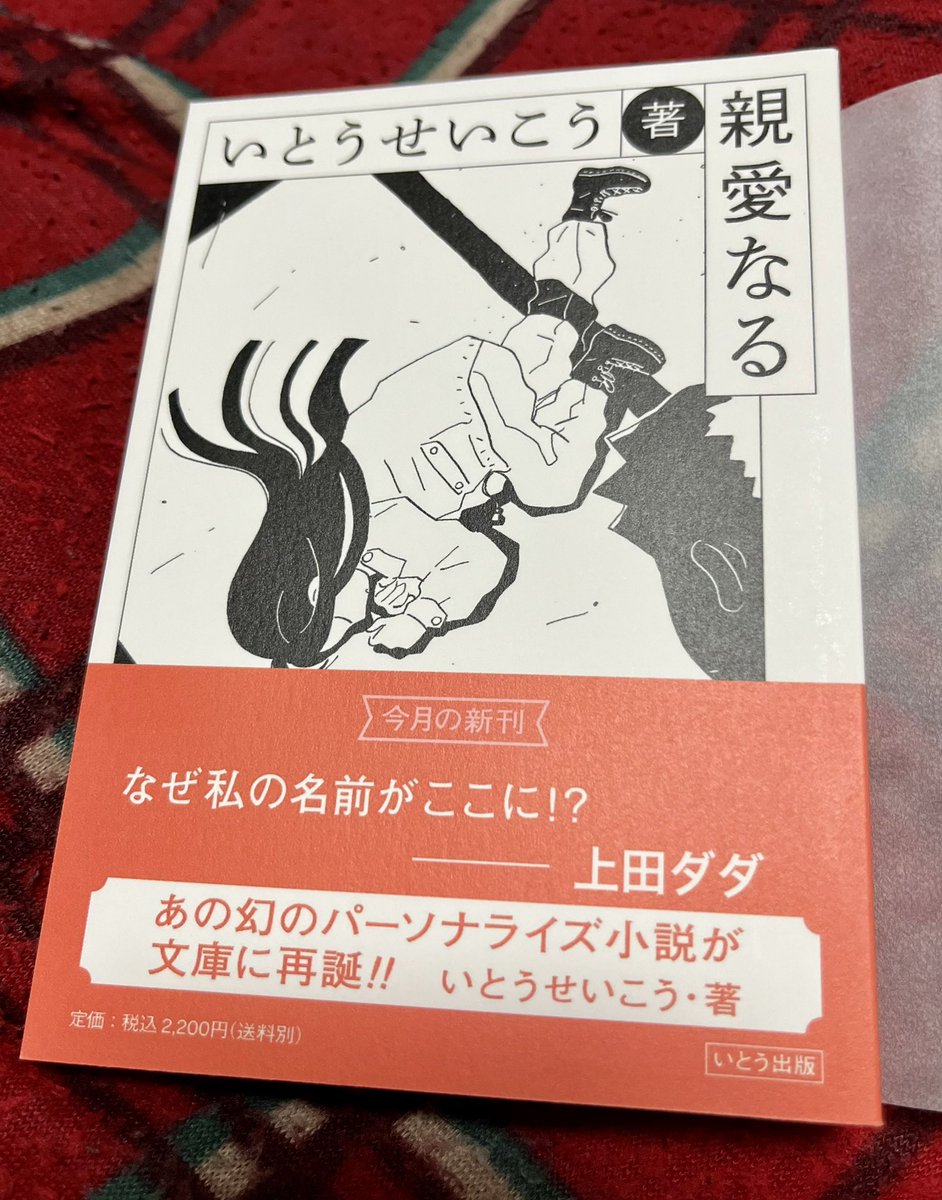 親愛なる
いとうせいこう 著
今月の新刊
なぜ私の名前がここに!?
── 上田ダダ
あの幻のパーソナライズ小説が
文庫に再誕!! いとうせいこう・著
定価：税込2,200円(送料別)
いとう出版